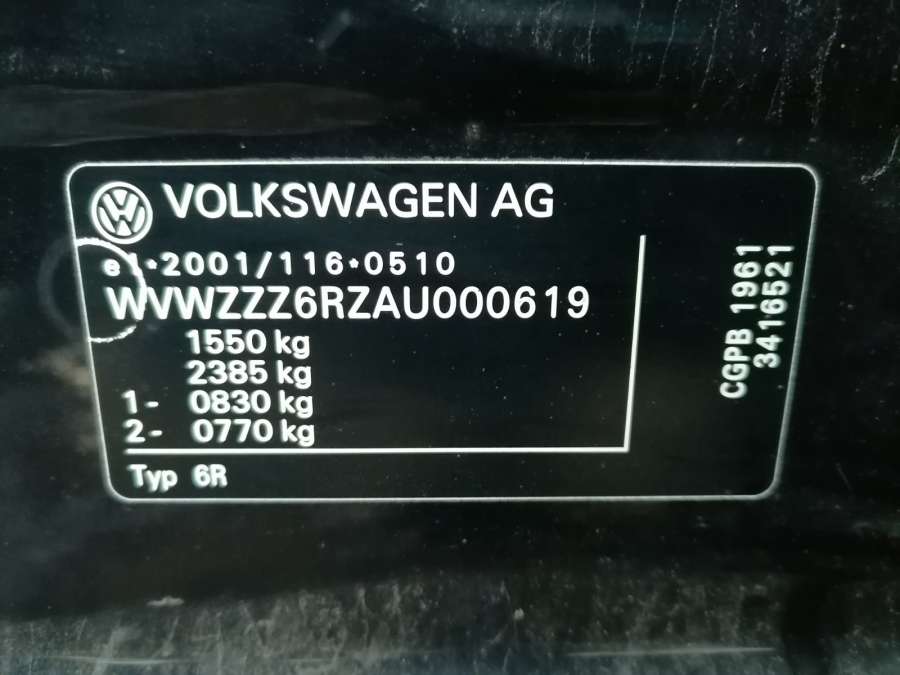 VOLKSWAGEN AG
e1*2001/116*0510
WVWZZZ6RZAU000619
1550 kg
2385 kg
1- 0830 kg
2- 0770 kg
Typ 6R
CGPB 1961
3416521